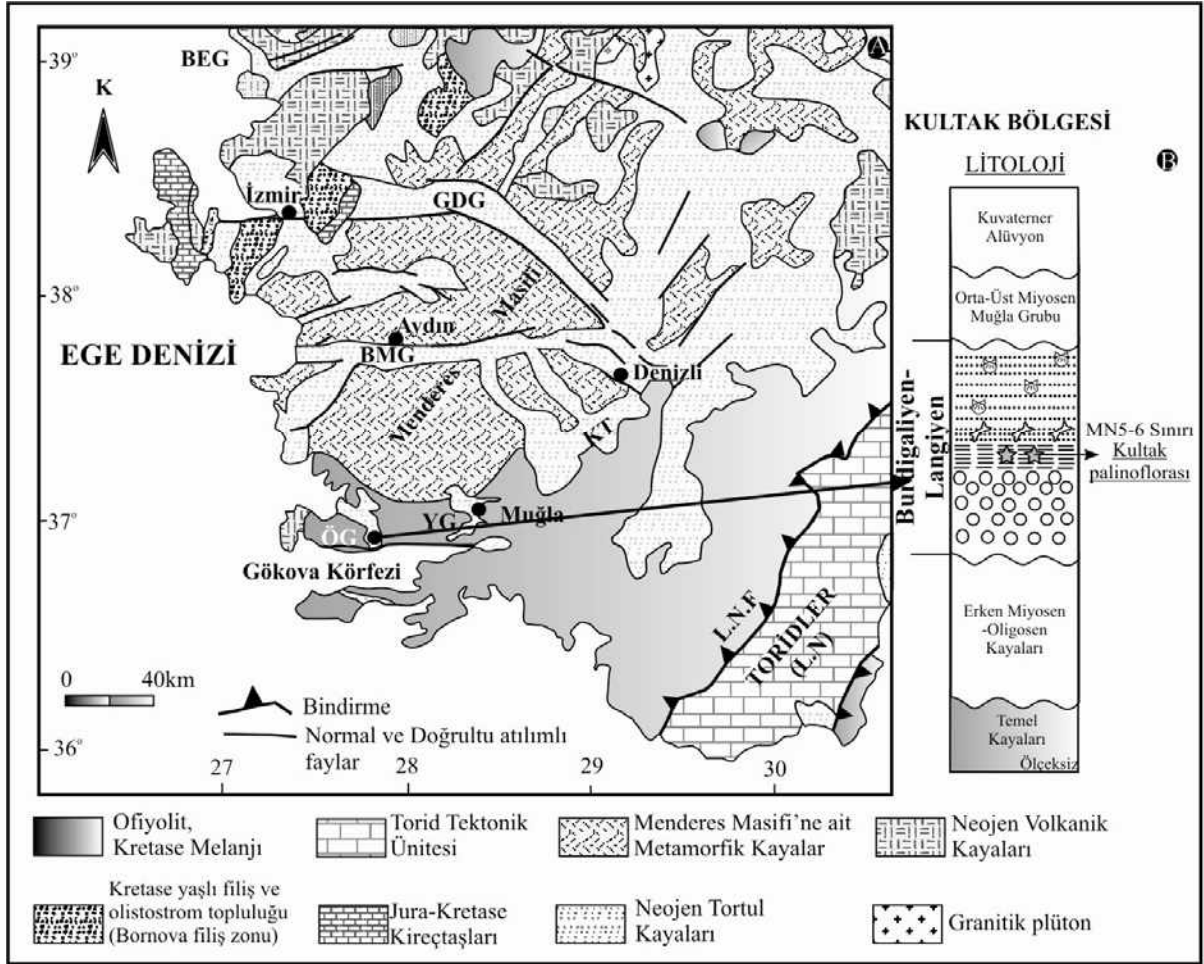 39°
BEG
A
K
İzmir
GDG
38°
Masifi
Aydın
EGE DENİZİ
BMG
Denizli
Menderes
KT
37°
ÖG
YG
Muğla
Gökova Körfezi
L.N.F
TORİDLER
(L.N)
0 40km
Bindirme
Normal ve Doğrultu atılımlı
faylar
36°
27 28 29 30
KULTAK BÖLGESİ
LİTOLOJİ
B
Kuvaterner
Alüvyon
Orta-Üst Miyosen
Muğla Grubu
Burdigaliyen-
Langiyen
MN5-6 Sınırı
Kultak
palinoflorası
Erken Miyosen
-Oligosen
Kayaları
Temel
Kayaları
Ölçeksiz
Ofiyolit,
Kretase Melanjı
Torid Tektonik
Ünitesi
Menderes Masifi’ne ait
Metamorfik Kayalar
Neojen Volkanik
Kayaları
Kretase yaşlı filiş ve
olistostrom topluluğu
(Bornova filiş zonu)
Jura-Kretase
Kireçtaşları
Neojen Tortul
Kayaları
Granitik plüton